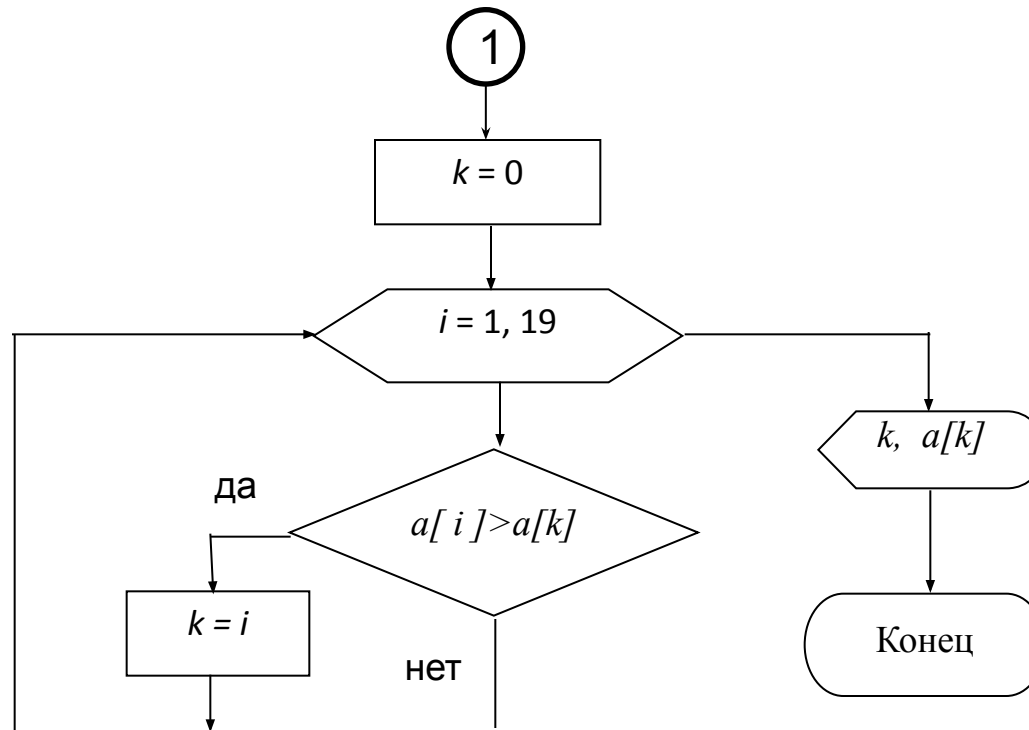 1
k = 0
i = 1, 19
k, a[k]
да
a[ i ]>a[k]
k = i
нет
Конец